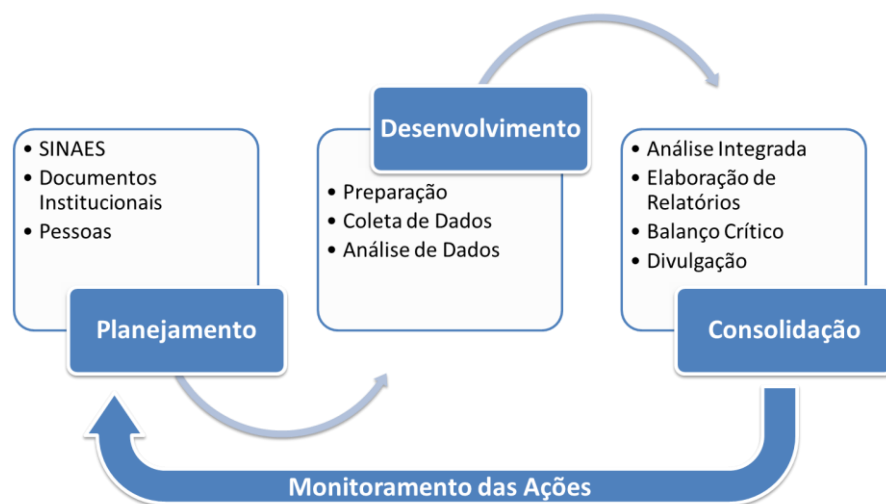 • SINAES
• Documentos
Institucionais
• Pessoas
Planejamento
Desenvolvimento
• Preparação
• Coleta de Dados
• Análise de Dados
• Análise Integrada
• Elaboração de
Relatórios
• Balanço Crítico
• Divulgação
Consolidação
Monitoramento das Ações